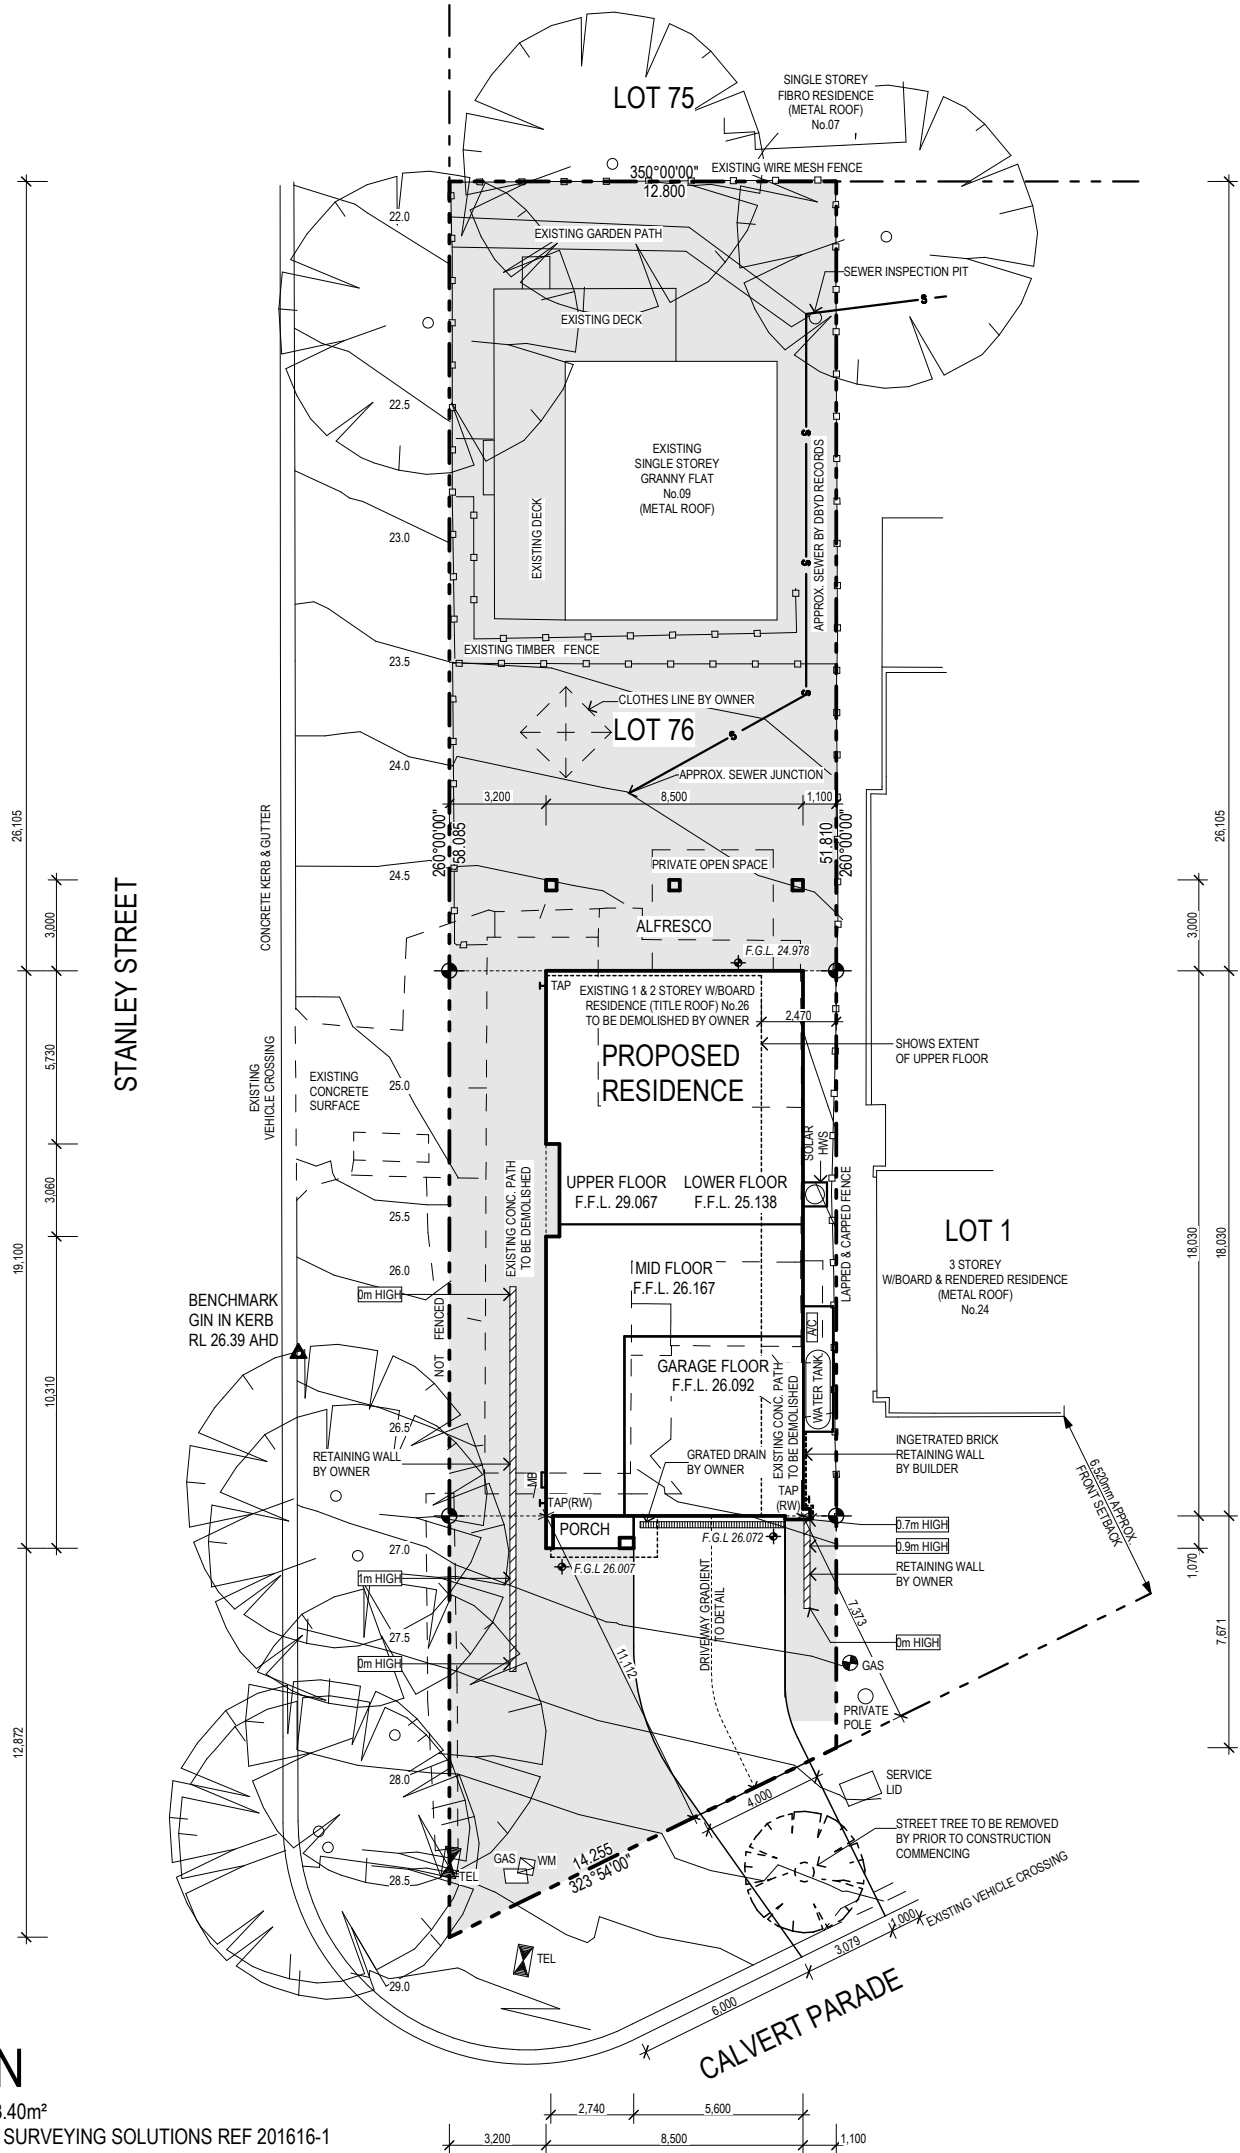 LOT 75
SINGLE STOREY
FIBRO RESIDENCE
(METAL ROOF)
No.07
EXISTING WIRE MESH FENCE
350°00'00"
12.800
22.0
EXISTING GARDEN PATH
SEWER INSPECTION PIT
S
EXISTING DECK
22.5
S
EXISTING
SINGLE STOREY
GRANNY FLAT
No.09
(METAL ROOF)
APPROX. SEWER BY DBYD RECORDS
EXISTING DECK
23.0
S
EXISTING TIMBER FENCE
23.5
S
CLOTHES LINE BY OWNER
LOT 76
S
24.0
APPROX. SEWER JUNCTION
3,200
8,500
1,100
26,105
CONCRETE KERB & GUTTER
260°00'00"
58.085
51.810
260°00'00"
26,105
PRIVATE OPEN SPACE
24.5
STANLEY STREET
3,000
ALFRESCO
3,000
F.G.L. 24.978
TAP
EXISTING 1 & 2 STOREY W/BOARD
RESIDENCE (TITLE ROOF) No.26
TO BE DEMOLISHED BY OWNER
2,470
SHOWS EXTENT
OF UPPER FLOOR
PROPOSED
RESIDENCE
5,730
EXISTING
VEHICLE CROSSING
EXISTING
CONCRETE
SURFACE
25.0
SOLAR
HWS
3,060
EXISTING CONC. PATH
TO BE DEMOLISHED
UPPER FLOOR
F.F.L. 29.067
LOWER FLOOR
F.F.L. 25.138
LAPPED & CAPPED FENCE
25.5
LOT 1
3 STOREY
W/BOARD & RENDERED RESIDENCE
(METAL ROOF)
No.24
19,100
18,030
18,030
26.0
0m HIGH
MID FLOOR
F.F.L. 26.167
BENCHMARK
GIN IN KERB
RL 26.39 AHD
NOT FENCED
A/C
GARAGE FLOOR
F.F.L. 26.092
WATER TANK
10,310
EXISTING CONC. PATH
TO BE DEMOLISHED
26.5
RETAINING WALL
BY OWNER
GRATED DRAIN
BY OWNER
INGETRATED BRICK
RETAINING WALL
BY BUILDER
6,520mm APPROX.
FRONT SETBACK
MB
TAP(RW)
TAP
(RW)
PORCH
F.G.L 26.072
0.7m HIGH
0.9m HIGH
27.0
F.G.L 26.007
1m HIGH
RETAINING WALL
BY OWNER
1,070
7,373
DRIVEWAY GRADIENT
TO DETAIL
27.5
0m HIGH
11,112
0m HIGH
GAS
7,671
PRIVATE
POLE
12,872
28.0
SERVICE
LID
4,000
STREET TREE TO BE REMOVED
BY PRIOR TO CONSTRUCTION
COMMENCING
GAS
WM
14.255
323°54'00"
TEL
28.5
EXISTING VEHICLE CROSSING
1,000
3,079
TEL
29.0
6,000
CALVERT PARADE
N
.40m²
SURVEYING SOLUTIONS REF 201616-1
2,740
5,600
3,200
8,500
1,100